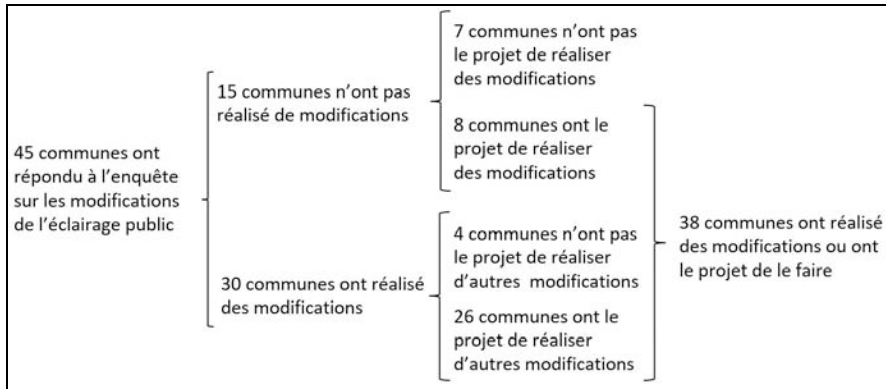 45 communes ont
répondu à l'enquête
sur les modifications
de l'éclairage public
15 communes n'ont pas
réalisé de modifications
30 communes ont réalisé
des modifications
7 communes n'ont pas
le projet de réaliser
des modifications
8 communes ont le
projet de réaliser
des modifications
4 communes n'ont pas
le projet de réaliser
d'autres modifications
26 communes ont le
projet de réaliser
d'autres modifications
38 communes ont réalisé
des modifications ou ont
le projet de le faire